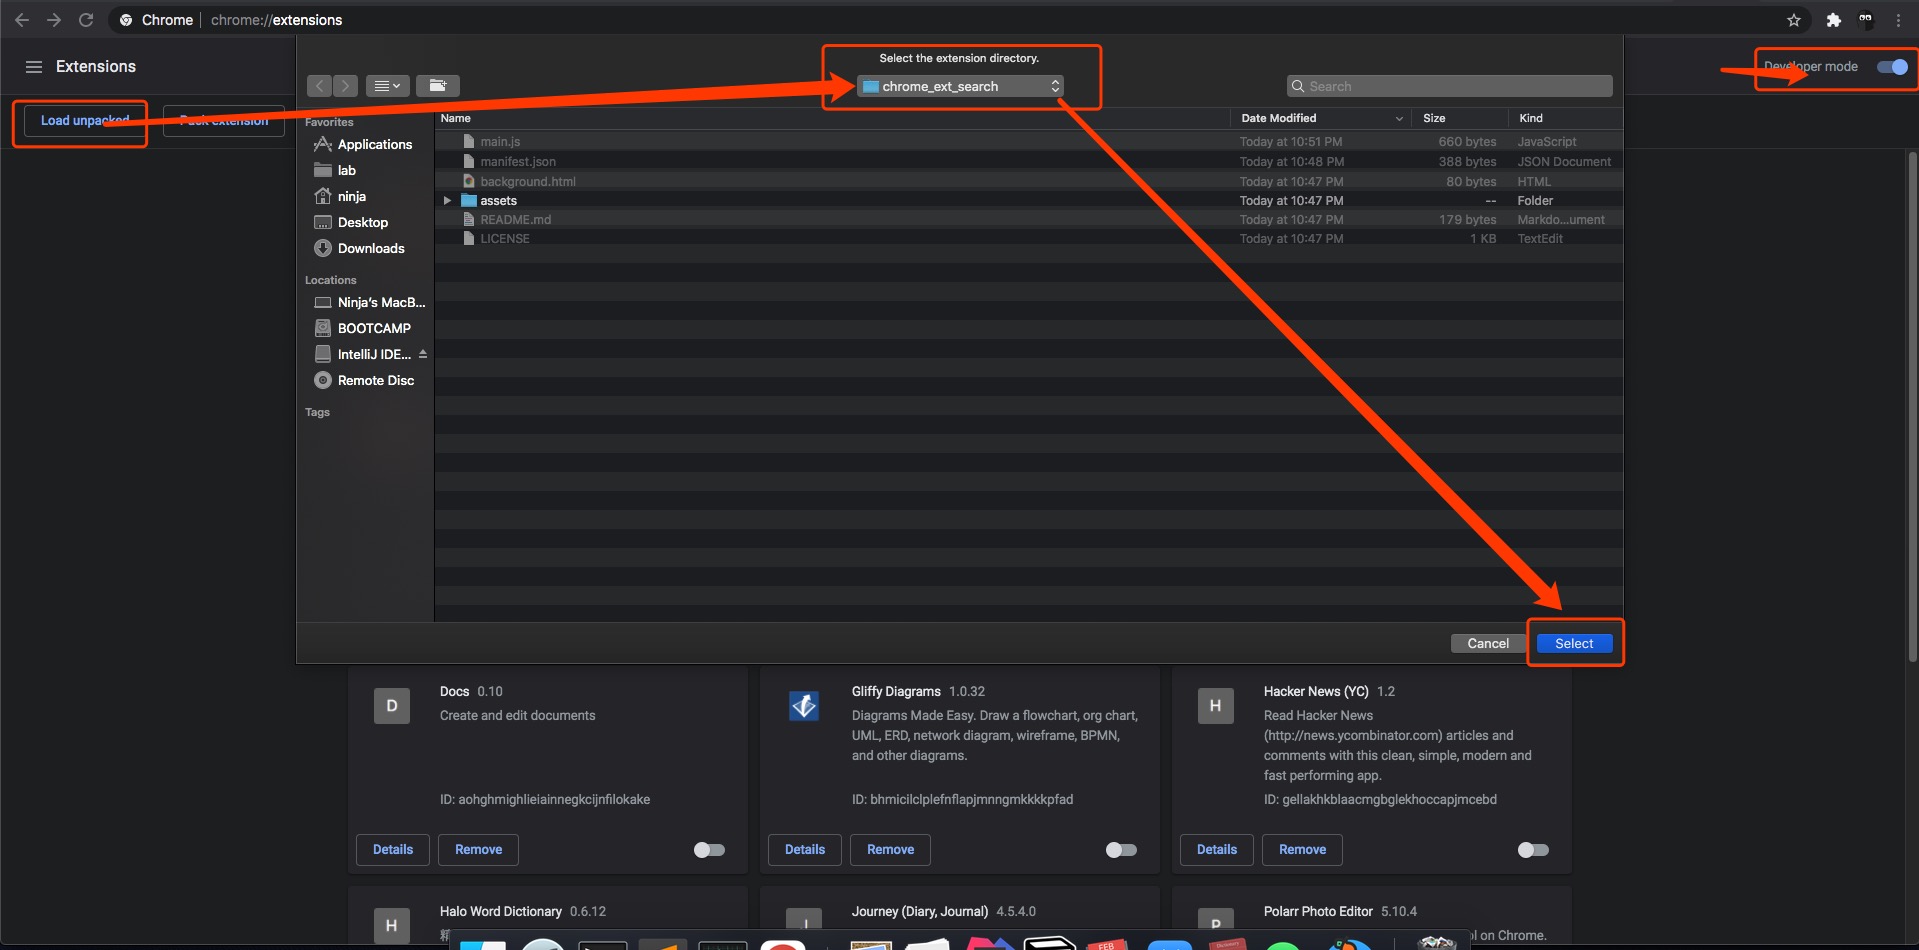 Chrome chrome://extensions
Extensions
Developer mode
Load unpacked
Pack extension
Select the extension directory.
chrome_ext_search
Search
Favorites
Applications
lab
ninja
Desktop
Downloads
Locations
Ninja's MacB...
BOOTCAMP
IntelliJ IDE...
Remote Disc
Tags
Name Date Modified Size Kind
main.js Today at 10:51 PM 660 bytes JavaScript
manifest.json Today at 10:48 PM 388 bytes JSON Document
background.html Today at 10:47 PM 80 bytes HTML
assets Today at 10:47 PM -- Folder
README.md Today at 10:47 PM 179 bytes Markdo...ument
LICENSE Today at 10:47 PM 1 KB TextEdit
Cancel Select
D
Docs 0.10
Create and edit documents
ID: aohghmighlieiainnegkcijnfilokake
Details Remove
Gliffy Diagrams 1.0.32
Diagrams Made Easy. Draw a flowchart, org chart,
UML, ERD, network diagram, wireframe, BPMN,
and other diagrams.
ID: bhmicilclplefnflapjmnngmkkkkpfad
Details Remove
H
Hacker News (YC) 1.2
Read Hacker News
(http://news.ycombinator.com) articles and
comments with this clean, simple, modern and
fast performing app.
ID: gellakhkblaacmgbglekhoccapjmcebd
Details Remove
H
Halo Word Dictionary 0.6.12
J
Journey (Diary, Journal) 4.5.4.0
P
Polarr Photo Editor 5.10.4
ol on Chrome.
FEB